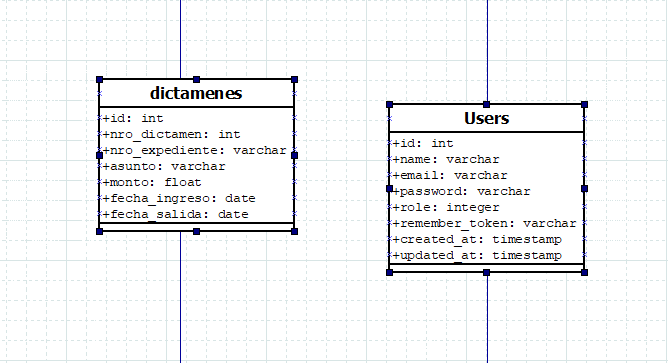 dictamenes
+id: int
+nro_dictamen: int
+nro_expediente: varchar
+asunto: varchar
+monto: float
+fecha_ingreso: date
+fecha_salida: date
Users
+id: int
+name: varchar
+email: varchar
+password: varchar
+role: integer
+remember_token: varchar
+created_at: timestamp
+updated_at: timestamp